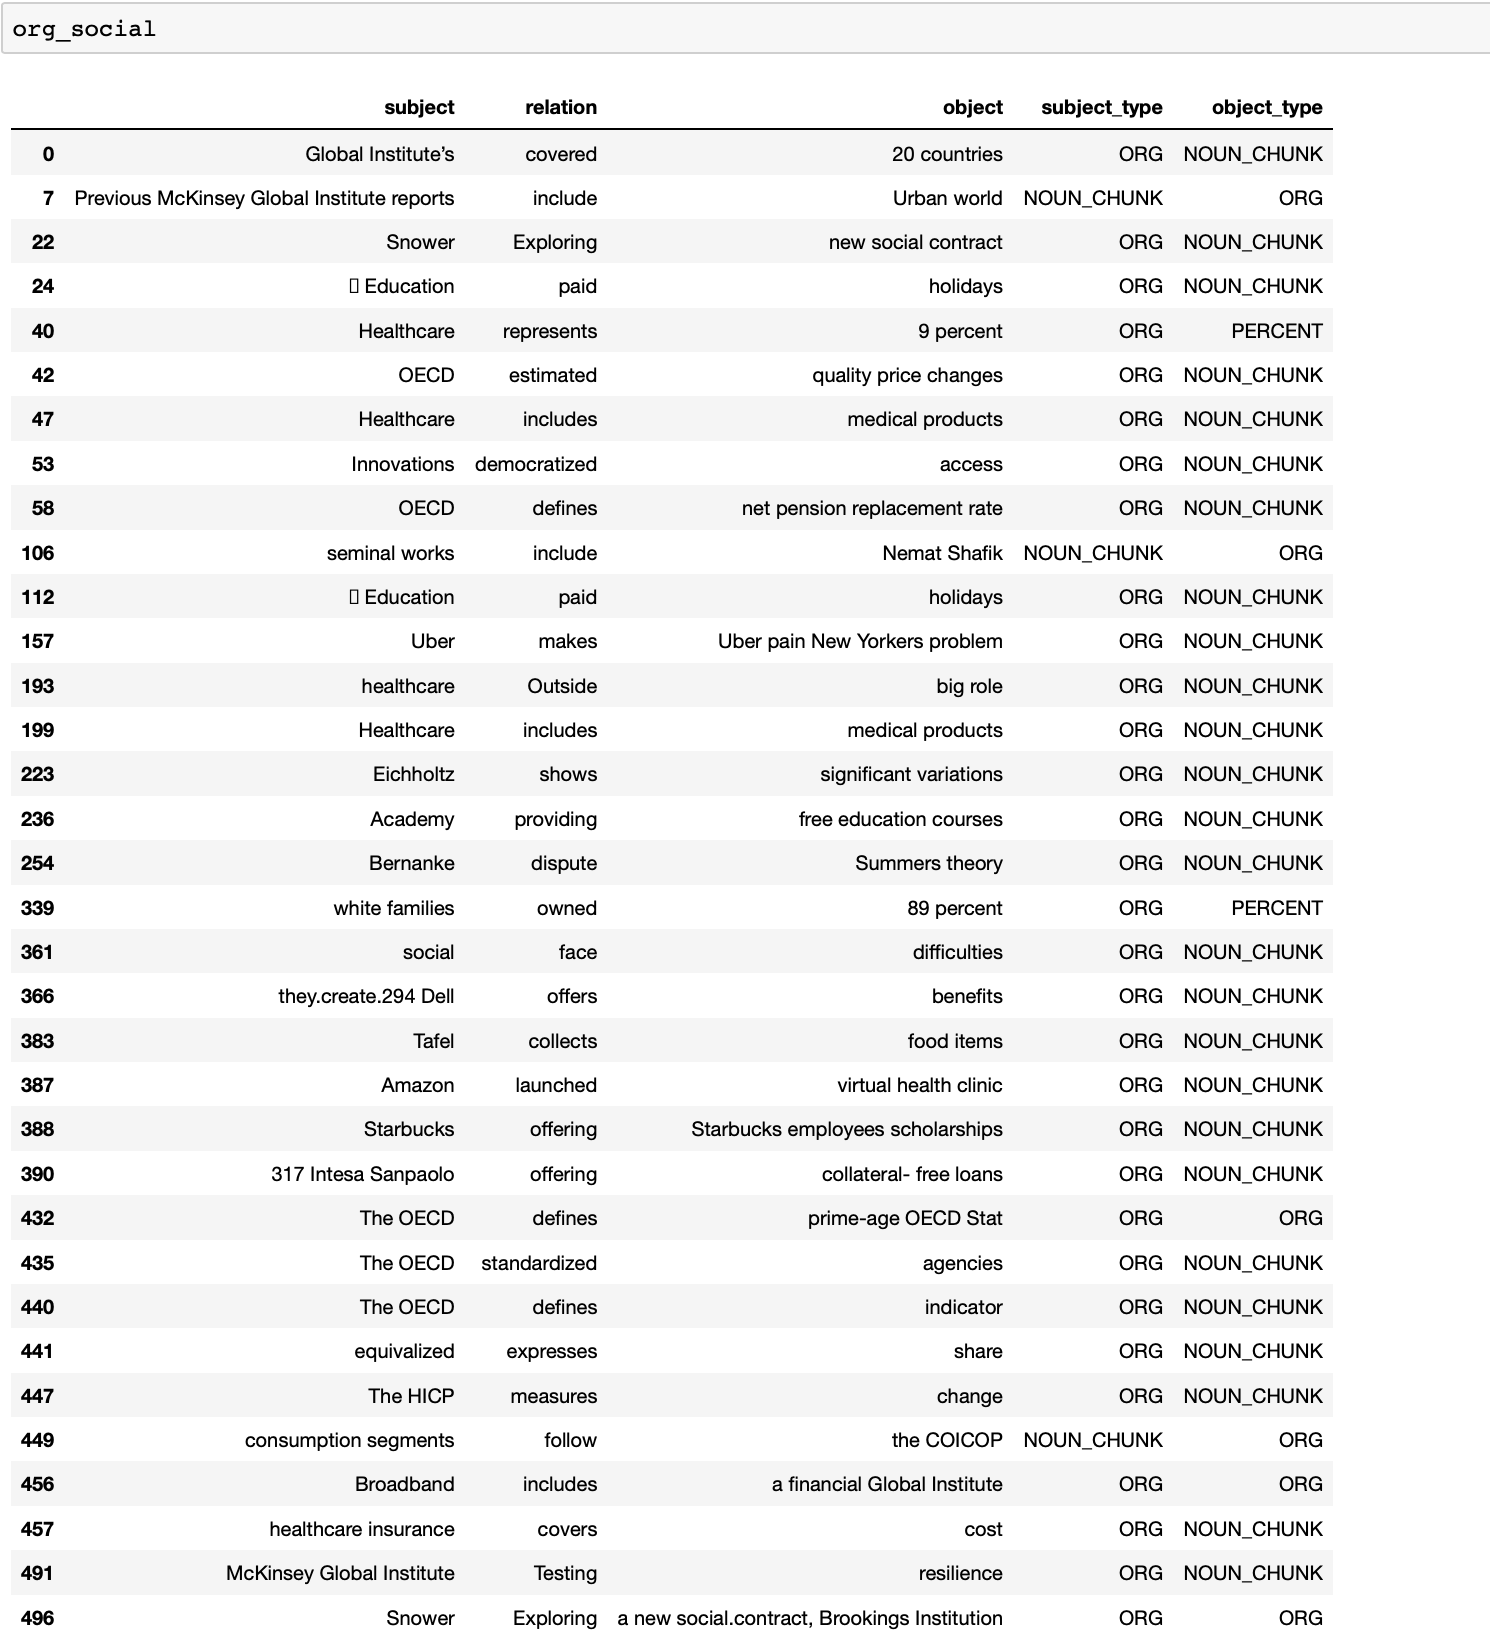 org_social
subject relation object subject_type object_type
0 Global Institute’s covered 20 countries ORG NOUN_CHUNK
7 Previous McKinsey Global Institute reports include Urban world NOUN_CHUNK ORG
22 Snower Exploring new social contract ORG NOUN_CHUNK
24 ▯ Education paid holidays ORG NOUN_CHUNK
40 Healthcare represents 9 percent ORG PERCENT
42 OECD estimated quality price changes ORG NOUN_CHUNK
47 Healthcare includes medical products ORG NOUN_CHUNK
53 Innovations democratized access ORG NOUN_CHUNK
58 OECD defines net pension replacement rate ORG NOUN_CHUNK
106 seminal works include Nemat Shafik NOUN_CHUNK ORG
112 ▯ Education paid holidays ORG NOUN_CHUNK
157 Uber makes Uber pain New Yorkers problem ORG NOUN_CHUNK
193 healthcare Outside big role ORG NOUN_CHUNK
199 Healthcare includes medical products ORG NOUN_CHUNK
223 Eichholtz shows significant variations ORG NOUN_CHUNK
236 Academy providing free education courses ORG NOUN_CHUNK
254 Bernanke dispute Summers theory ORG NOUN_CHUNK
339 white families owned 89 percent ORG PERCENT
361 social face difficulties ORG NOUN_CHUNK
366 they.create.294 Dell offers benefits ORG NOUN_CHUNK
383 Tafel collects food items ORG NOUN_CHUNK
387 Amazon launched virtual health clinic ORG NOUN_CHUNK
388 Starbucks offering Starbucks employees scholarships ORG NOUN_CHUNK
390 317 Intesa Sanpaolo offering collateral- free loans ORG NOUN_CHUNK
432 The OECD defines prime-age OECD Stat ORG ORG
435 The OECD standardized agencies ORG NOUN_CHUNK
440 The OECD defines indicator ORG NOUN_CHUNK
441 equivalized expresses share ORG NOUN_CHUNK
447 The HICP measures change ORG NOUN_CHUNK
449 consumption segments follow the COICOP NOUN_CHUNK ORG
456 Broadband includes a financial Global Institute ORG ORG
457 healthcare insurance covers cost ORG NOUN_CHUNK
491 McKinsey Global Institute Testing resilience ORG NOUN_CHUNK
496 Snower Exploring a new social.contract, Brookings Institution ORG ORG